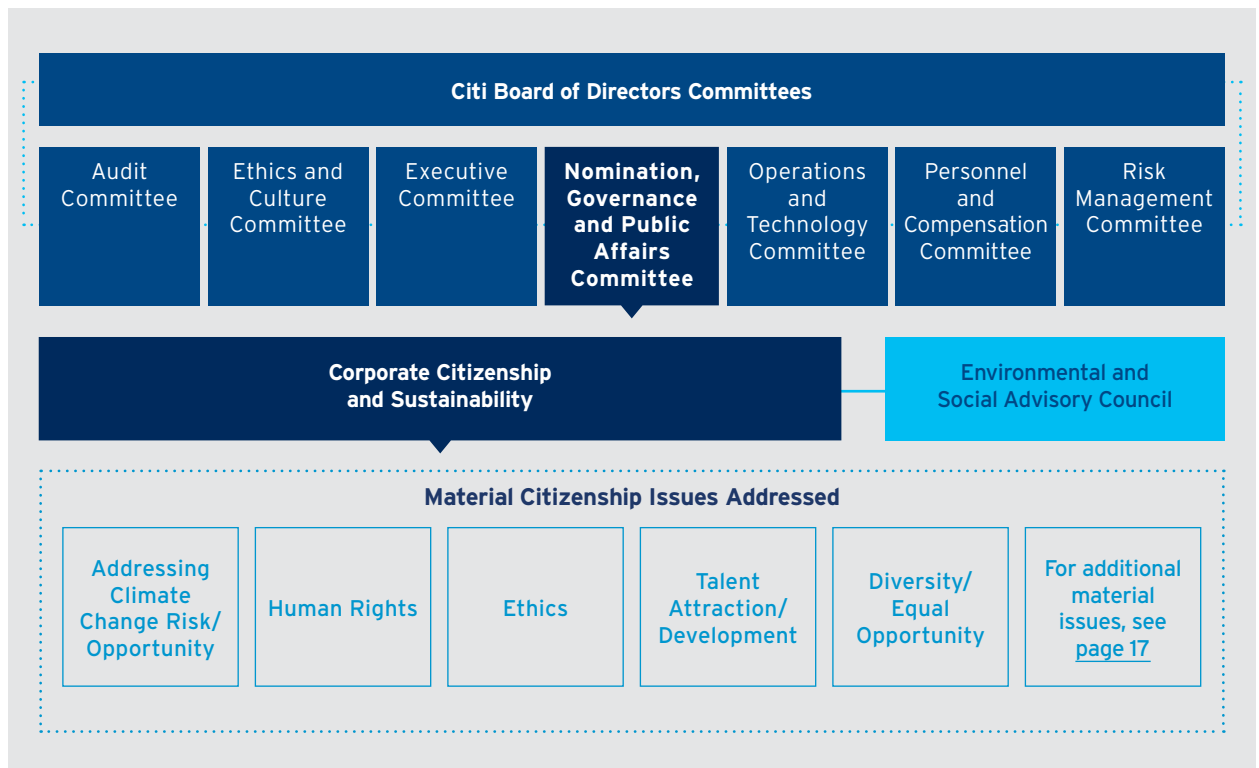 Citi Board of Directors Committees
Audit
Committee
Ethics and
Culture
Committee
Executive
Committee
Nomination,
Governance
and Public
Affairs
Committee
Operations
and
Technology
Committee
Personnel
and
Compensation
Committee
Risk
Management
Committee
Corporate Citizenship
and Sustainability
Environmental and
Social Advisory Council
Material Citizenship Issues Addressed
Addressing
Climate
Change Risk/
Opportunity
Human Rights
Ethics
Talent
Attraction/
Development
Diversity/
Equal
Opportunity
For additional
material
issues, see
page 17